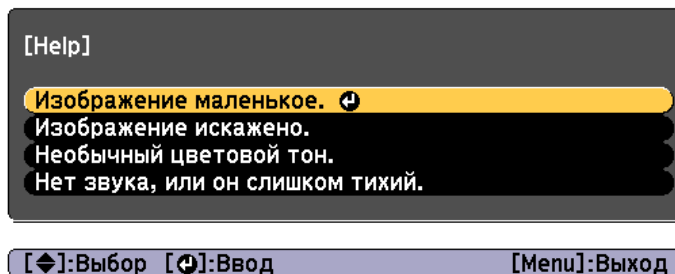 [Help]
Изображение маленькое.
Изображение искажено.
Необычный цветовой тон.
Нет звука, или он слишком тихий.
[◆]:Выбор [⏎]:Ввод [Menu]:Выход